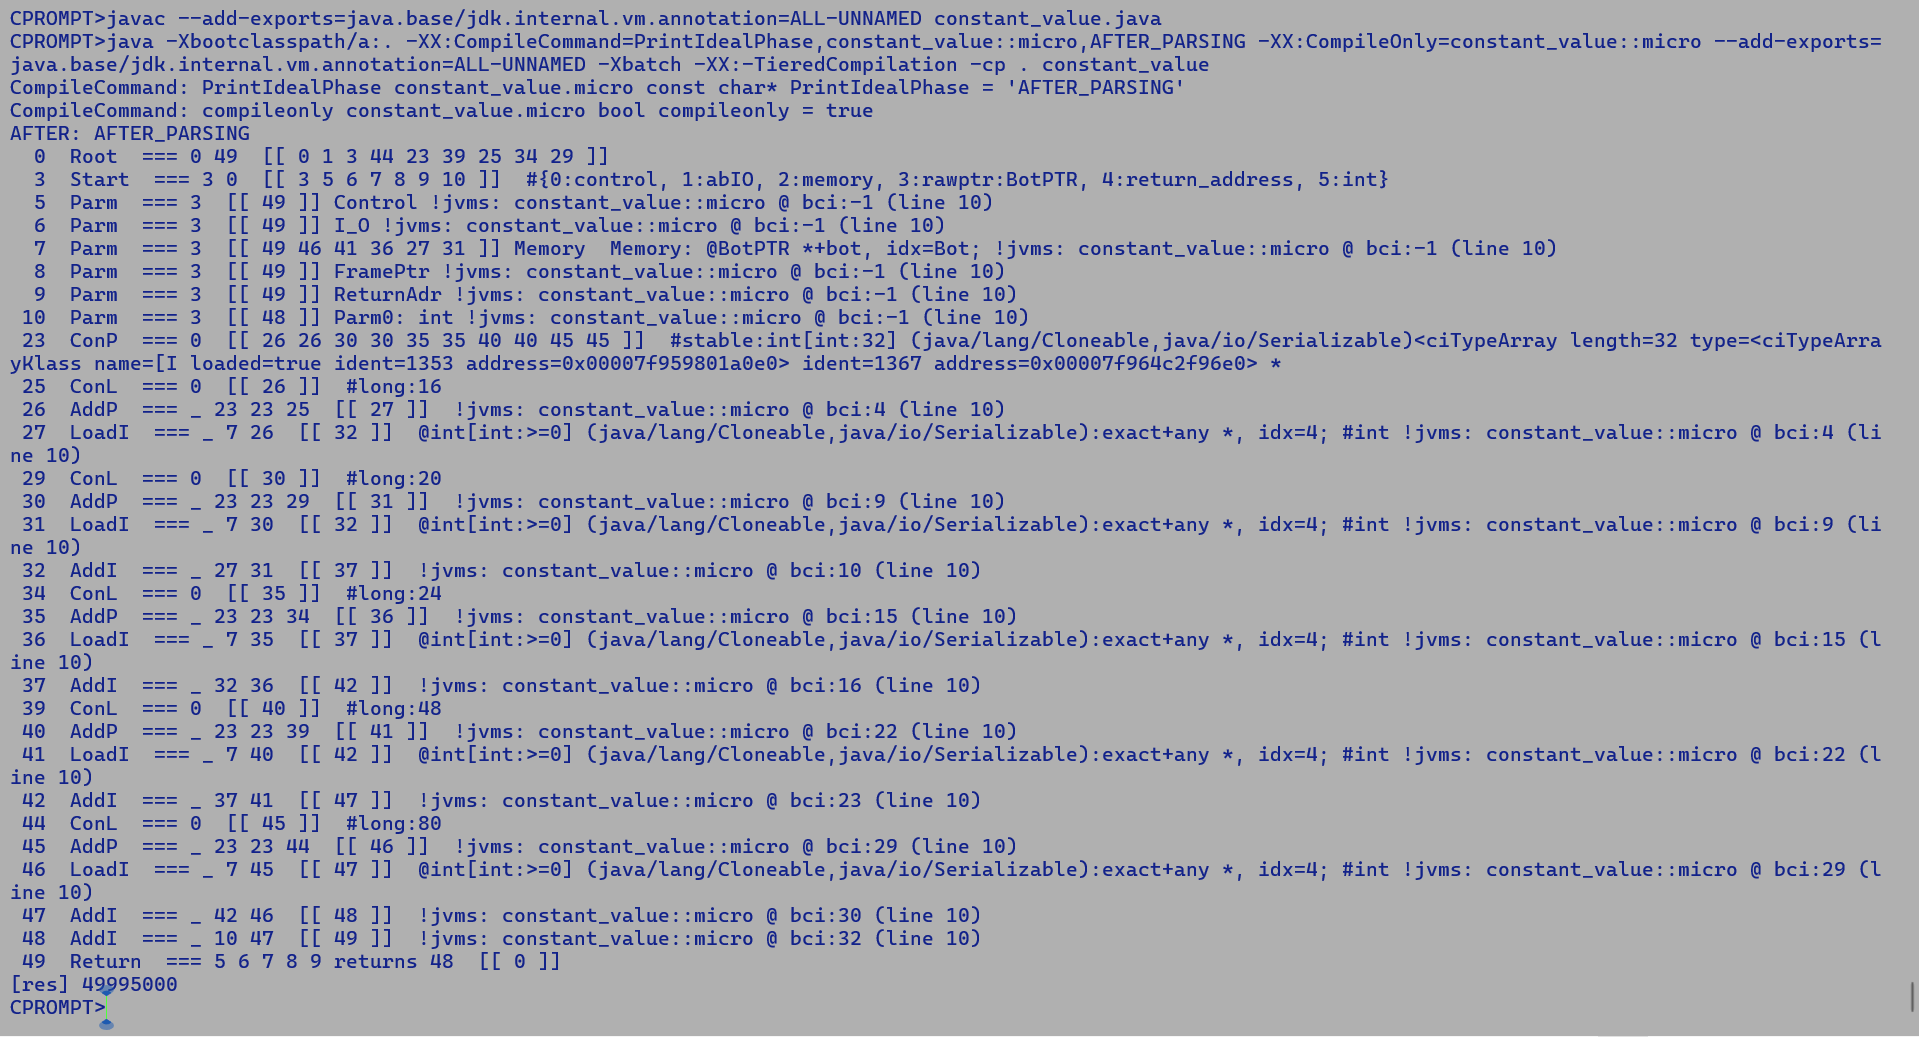 CPROMPT>javac --add-exports=java.base/jdk.internal.vm.annotation=ALL-UNNAMED constant_value.java
CPROMPT>java -Xbootclasspath/a:. -XX:CompileCommand=PrintIdealPhase,constant_value::micro,AFTER_PARSING -XX:CompileOnly=constant_value::micro --add-exports=
java.base/jdk.internal.vm.annotation=ALL-UNNAMED -Xbatch -XX:-TieredCompilation -cp . constant_value
CompileCommand: PrintIdealPhase constant_value.micro const char* PrintIdealPhase = 'AFTER_PARSING'
CompileCommand: compileonly constant_value.micro bool compileonly = true
AFTER: AFTER_PARSING
  0  Root  === 0 49  [[ 0 1 3 44 23 39 25 34 29 ]]
  3  Start  === 3 0  [[ 3 5 6 7 8 9 10 ]]  #{0:control, 1:abIO, 2:memory, 3:rawptr:BotPTR, 4:return_address, 5:int}
  5  Parm  === 3  [[ 49 ]] Control !jvms: constant_value::micro @ bci:-1 (line 10)
  6  Parm  === 3  [[ 49 ]] I_O !jvms: constant_value::micro @ bci:-1 (line 10)
  7  Parm  === 3  [[ 49 46 41 36 27 31 ]] Memory  Memory: @BotPTR *+bot, idx=Bot; !jvms: constant_value::micro @ bci:-1 (line 10)
  8  Parm  === 3  [[ 49 ]] FramePtr !jvms: constant_value::micro @ bci:-1 (line 10)
  9  Parm  === 3  [[ 49 ]] ReturnAdr !jvms: constant_value::micro @ bci:-1 (line 10)
 10  Parm  === 3  [[ 48 ]] Parm0: int !jvms: constant_value::micro @ bci:-1 (line 10)
 23  ConP  === 0  [[ 26 26 30 30 35 35 40 40 45 45 ]]  #stable:int[int:32] (java/lang/Cloneable,java/io/Serializable)<ciTypeArray length=32 type=<ciTypeArra
yKlass name=[I loaded=true ident=1353 address=0x00007f959801a0e0> ident=1367 address=0x00007f964c2f96e0> *
 25  ConL  === 0  [[ 26 ]]  #long:16
 26  AddP  === _ 23 23 25  [[ 27 ]]  !jvms: constant_value::micro @ bci:4 (line 10)
 27  LoadI  === _ 7 26  [[ 32 ]]  @int[int:>=0] (java/lang/Cloneable,java/io/Serializable):exact+any *, idx=4; #int !jvms: constant_value::micro @ bci:4 (li
ne 10)
 29  ConL  === 0  [[ 30 ]]  #long:20
 30  AddP  === _ 23 23 29  [[ 31 ]]  !jvms: constant_value::micro @ bci:9 (line 10)
 31  LoadI  === _ 7 30  [[ 32 ]]  @int[int:>=0] (java/lang/Cloneable,java/io/Serializable):exact+any *, idx=4; #int !jvms: constant_value::micro @ bci:9 (li
ne 10)
 32  AddI  === _ 27 31  [[ 37 ]]  !jvms: constant_value::micro @ bci:10 (line 10)
 34  ConL  === 0  [[ 35 ]]  #long:24
 35  AddP  === _ 23 23 34  [[ 36 ]]  !jvms: constant_value::micro @ bci:15 (line 10)
 36  LoadI  === _ 7 35  [[ 37 ]]  @int[int:>=0] (java/lang/Cloneable,java/io/Serializable):exact+any *, idx=4; #int !jvms: constant_value::micro @ bci:15 (l
ine 10)
 37  AddI  === _ 32 36  [[ 42 ]]  !jvms: constant_value::micro @ bci:16 (line 10)
 39  ConL  === 0  [[ 40 ]]  #long:48
 40  AddP  === _ 23 23 39  [[ 41 ]]  !jvms: constant_value::micro @ bci:22 (line 10)
 41  LoadI  === _ 7 40  [[ 42 ]]  @int[int:>=0] (java/lang/Cloneable,java/io/Serializable):exact+any *, idx=4; #int !jvms: constant_value::micro @ bci:22 (l
ine 10)
 42  AddI  === _ 37 41  [[ 47 ]]  !jvms: constant_value::micro @ bci:23 (line 10)
 44  ConL  === 0  [[ 45 ]]  #long:80
 45  AddP  === _ 23 23 44  [[ 46 ]]  !jvms: constant_value::micro @ bci:29 (line 10)
 46  LoadI  === _ 7 45  [[ 47 ]]  @int[int:>=0] (java/lang/Cloneable,java/io/Serializable):exact+any *, idx=4; #int !jvms: constant_value::micro @ bci:29 (l
ine 10)
 47  AddI  === _ 42 46  [[ 48 ]]  !jvms: constant_value::micro @ bci:30 (line 10)
 48  AddI  === _ 10 47  [[ 49 ]]  !jvms: constant_value::micro @ bci:32 (line 10)
 49  Return  === 5 6 7 8 9 returns 48  [[ 0 ]]
[res] 49995000
CPROMPT>